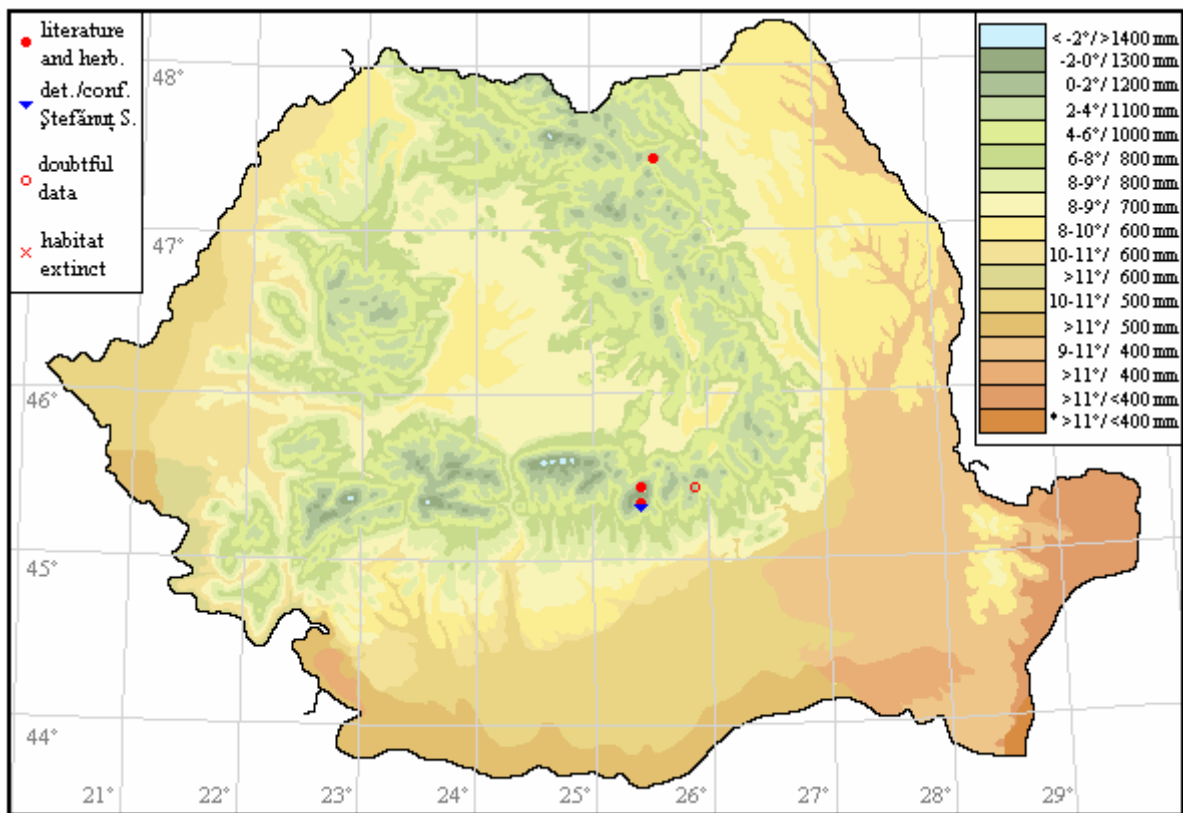 literature
and herb.
det./conf.
Ştefănuţ S.
doubtful
data
habitat
extinct
< -2°/>1400 mm
-2-0°/1300 mm
0-2°/1200 mm
2-4°/1100 mm
4-6°/1000 mm
6-8°/ 800 mm
8-9°/ 800 mm
8-9°/ 700 mm
8-10°/ 600 mm
10-11°/ 600 mm
>11°/ 600 mm
10-11°/ 500 mm
>11°/ 500 mm
9-11°/ 400 mm
>11°/ 400 mm
>11°/<400 mm
* >11°/<400 mm
48°
47°
46°
45°
44°
21° 22° 23° 24° 25° 26° 27° 28° 29°